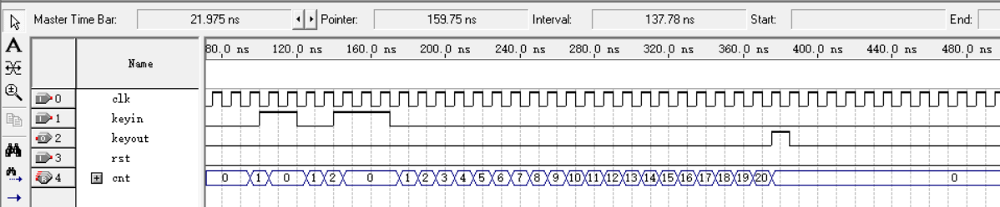 Master Time Bar: 21.975 ns Pointer: 159.75 ns Interval: 137.78 ns Start: End:
A Name 80.0 ns 120.0 ns 160.0 ns 200.0 ns 240.0 ns 280.0 ns 320.0 ns 360.0 ns 400.0 ns 440.0 ns 480.0 ns
0 clk
1 keyin
2 keyout
3 rst
4 cnt 0 1 0 1 2 0 1 2 3 4 5 6 7 8 9 10 11 12 13 14 15 16 17 18 19 20 0